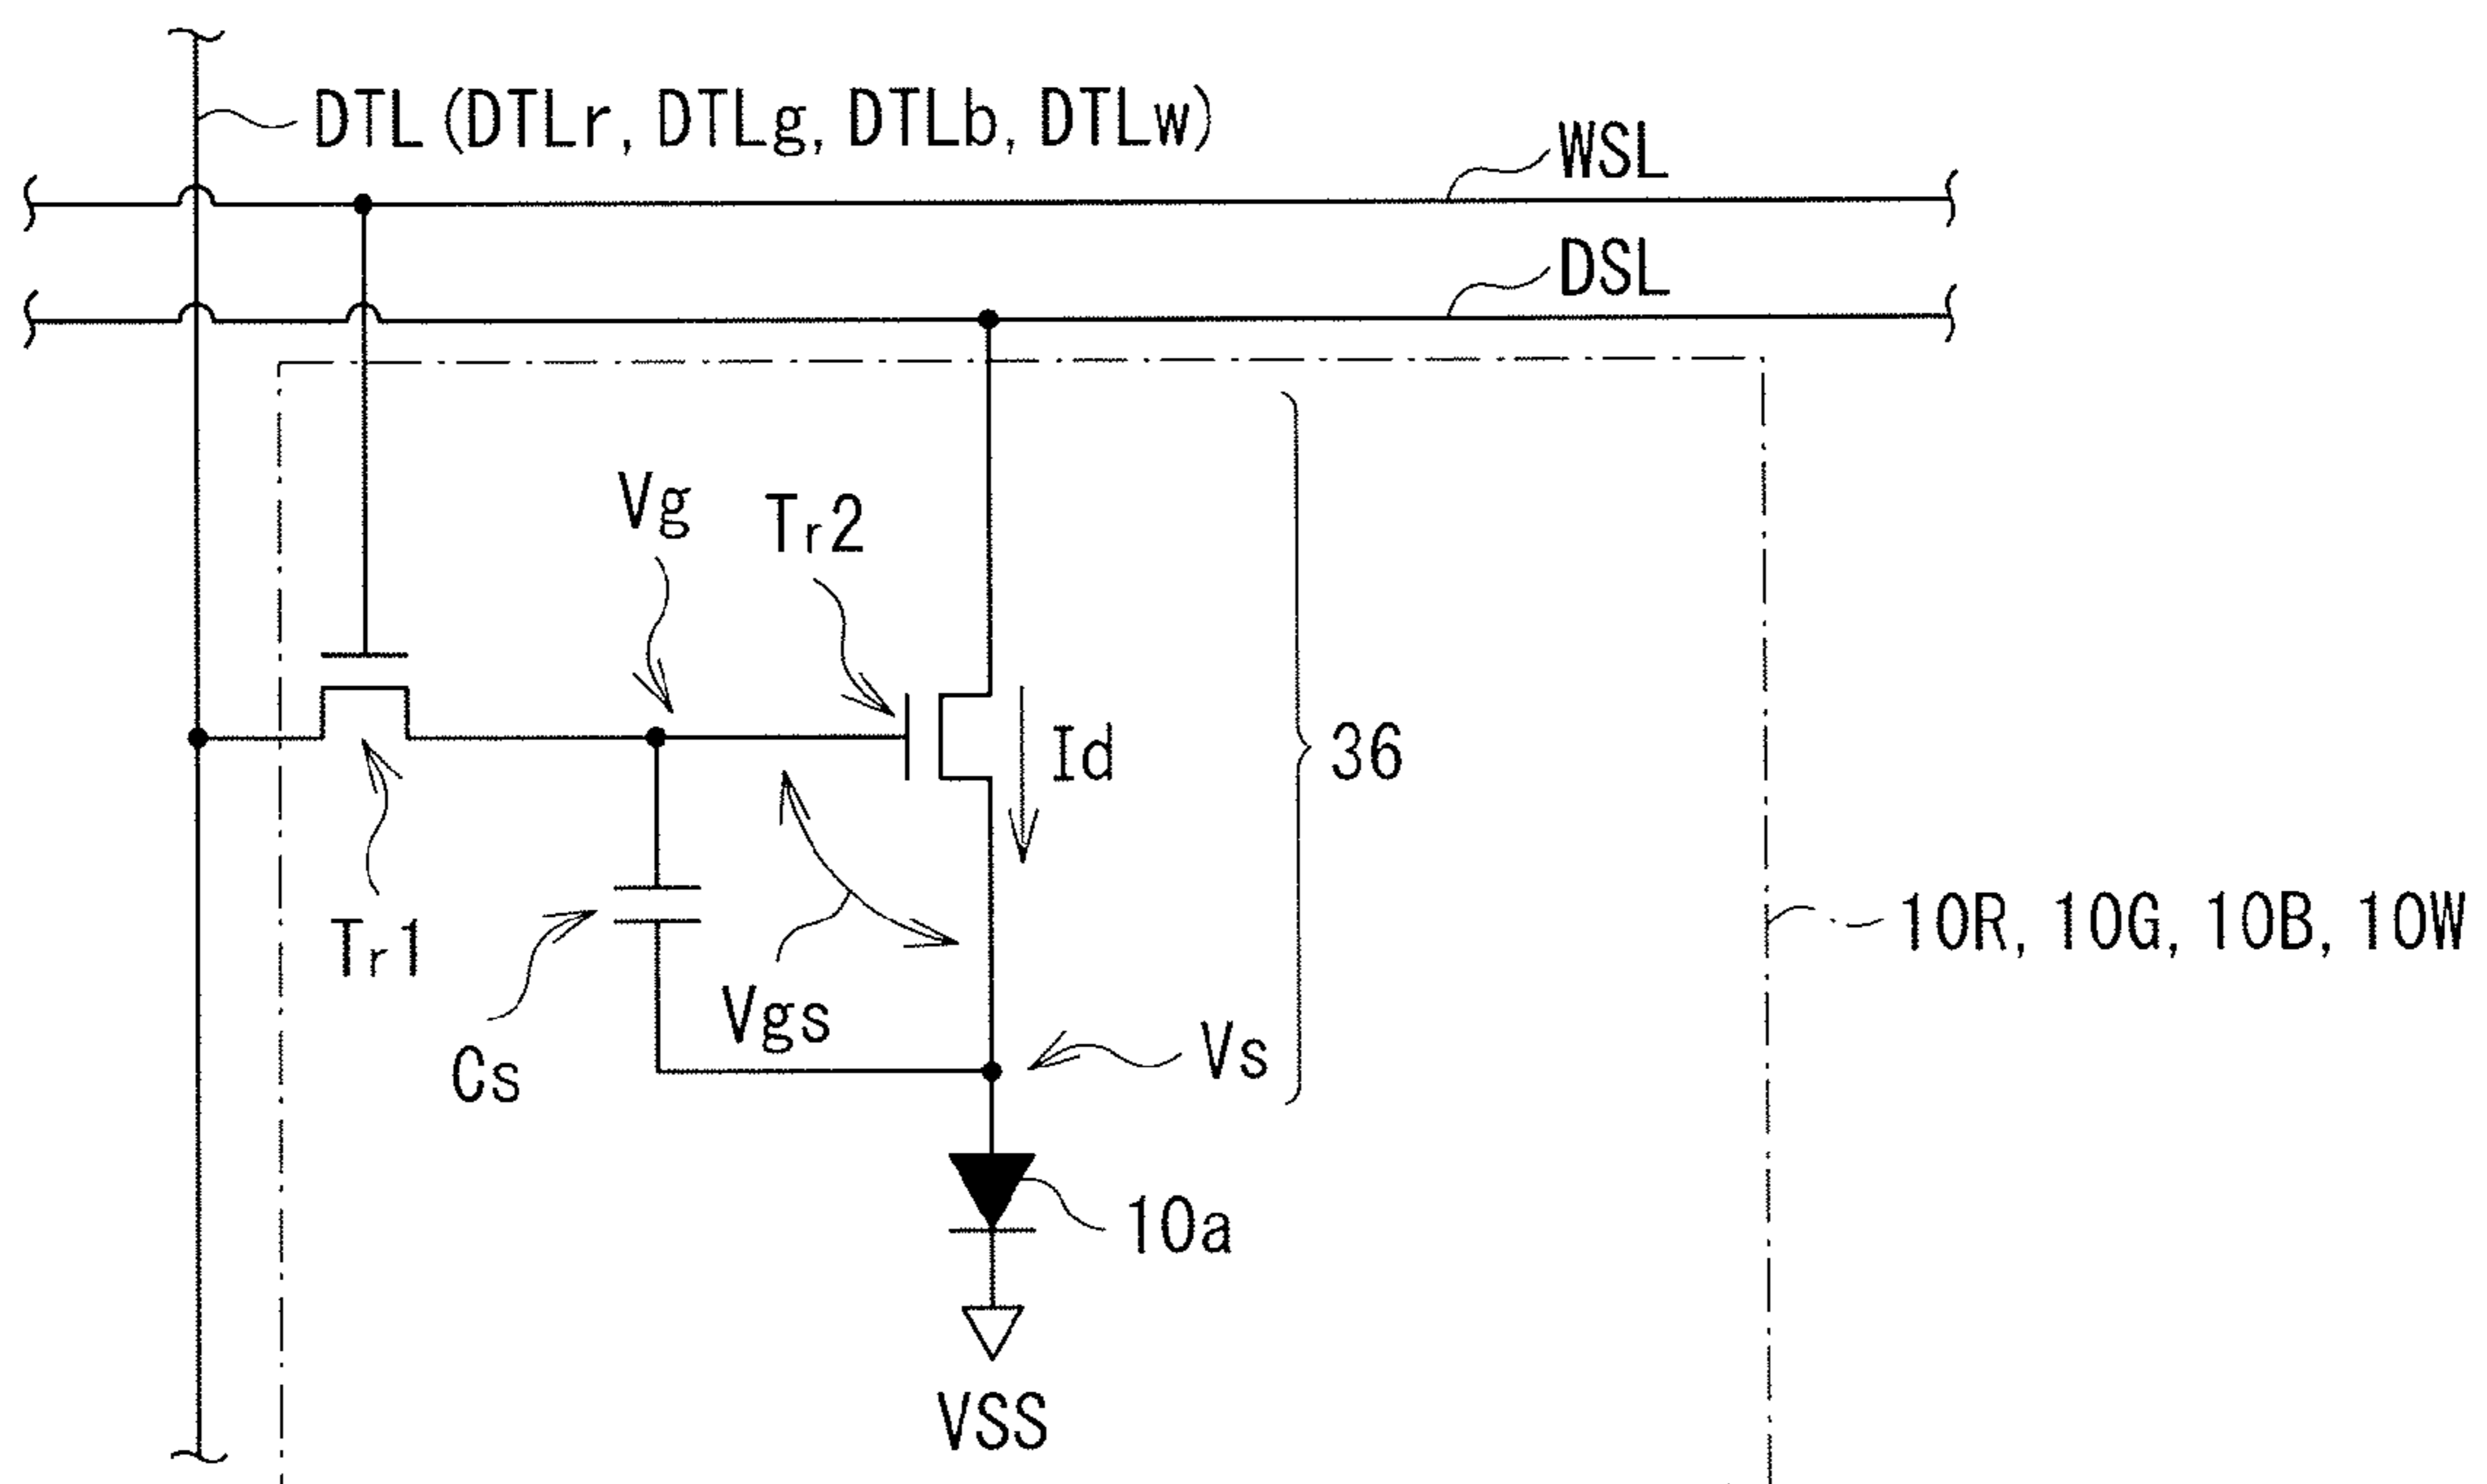 DTL (DTLr, DTLg, DTLb, DTLw)
WSL
DSL
Vg
Tr2
Id
36
Tr1
10R, 10G, 10B, 10W
Vgs
Cs
Vs
10a
VSS